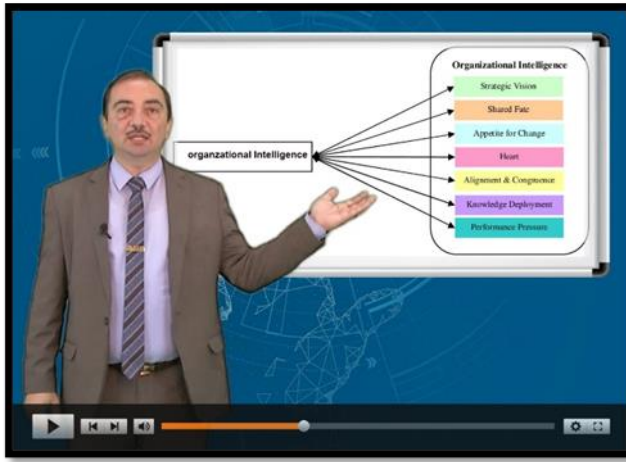 Organizational Intelligence
Strategic Vision
Shared Fate
Appetite for Change
organzational Intelligence
Heart
Alignment & Congruence
Knowledge Deployment
Performance Pressure